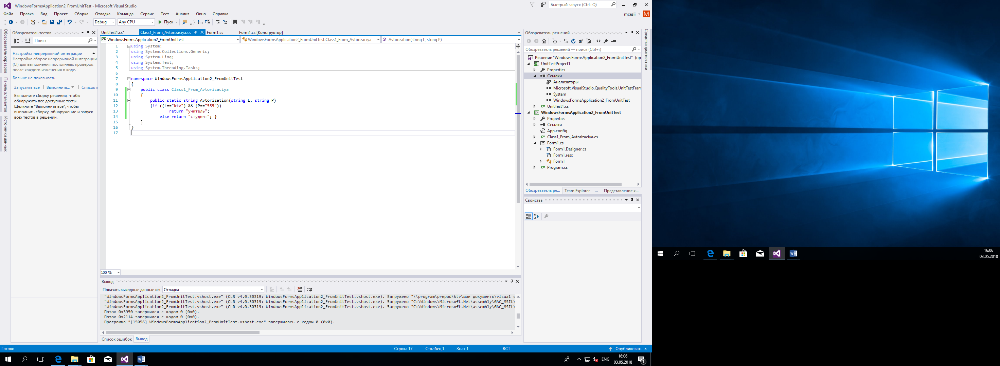 WindowsFormsApplication2_FromUnitTest - Microsoft Visual Studio
Быстрый запуск (Ctrl+Q)
Файл Правка Вид Проект Сборка Отладка Команда Сервис Тест Анализ Окно Справка
mcesii M
Debug Any CPU Пуск
Обозреватель серверов
Панель элементов
Источники данных
Обозреватель тестов
Поиск
Настройка непрерывной интеграции
Настройка сборок непрерывной интеграции
(CI) для выполнения постоянных проверок
после каждого изменения в коде.
Больше не показывать
Запустить все | Выполнить... | Список в
Выполните сборку решения, чтобы
обнаружить все доступные тесты.
Щелкните "Выполнить все", чтобы
выполнить сборку, обнаружение и запуск
всех тестов в решении.
UnitTest1.cs* Class1_From_Avtorizaciya.cs Form1.cs Form1.cs [Конструктор]
WindowsFormsApplication2_FromUnitTest WindowsFormsApplication2_FromUnitTest.Class1_From_Avtorizaciya Avtorization(string L, string P)
1 using System;
2 using System.Collections.Generic;
3 using System.Linq;
4 using System.Text;
5 using System.Threading.Tasks;
6
7 namespace WindowsFormsApplication2_FromUnitTest
8 {
9 public class Class1_From_Avtorizaciya
10 {
11 public static string Avtorization(string L, string P)
12 {if ((L=="ktv") && (P=="555"))
13 return "учитель";
14 else return "студент"; }
15 }
16 }
17
100 %
Вывод
Показать выходные данные из: Отладка
"WindowsFormsApplication2_FromUnitTest.vshost.exe" (CLR v4.0.30319: WindowsFormsApplication2_FromUnitTest.vshost.exe). Загружено "\\program\prepod\ktv\мои документы\visual s
"WindowsFormsApplication2_FromUnitTest.vshost.exe" (CLR v4.0.30319: WindowsFormsApplication2_FromUnitTest.vshost.exe). Загружено "C:\Windows\Microsoft.Net\assembly\GAC_MSIL\
"WindowsFormsApplication2_FromUnitTest.vshost.exe" (CLR v4.0.30319: WindowsFormsApplication2_FromUnitTest.vshost.exe). Загружено "C:\Windows\Microsoft.Net\assembly\GAC_MSIL\
Поток 0x3950 завершился с кодом 0 (0x0).
Поток 0x2114 завершился с кодом 0 (0x0).
Программа "[15056] WindowsFormsApplication2_FromUnitTest.vshost.exe" завершилась с кодом 0 (0x0).
Список ошибок Вывод
Обозреватель решений
Обозреватель решений — поиск (Ctrl+;)
Решение "WindowsFormsApplication2_FromUnitTest" (пр
UnitTestProject1
Properties
Ссылки
Анализаторы
Microsoft.VisualStudio.QualityTools.UnitTestFram
System
WindowsFormsApplication2_FromUnitTest
UnitTest1.cs
WindowsFormsApplication2_FromUnitTest
Properties
Ссылки
App.config
Class1_From_Avtorizaciya.cs
Form1.cs
Form1.Designer.cs
Form1.resx
Form1
Program.cs
Обозреватель ре... Team Explorer —... Представление к...
Свойства
Средства диагностики
Готово Строка 17 Столбец 1 Знак 1 ВСТ Опубликовать
ENG 16:06
03.05.2018 1
16:06
03.05.2018